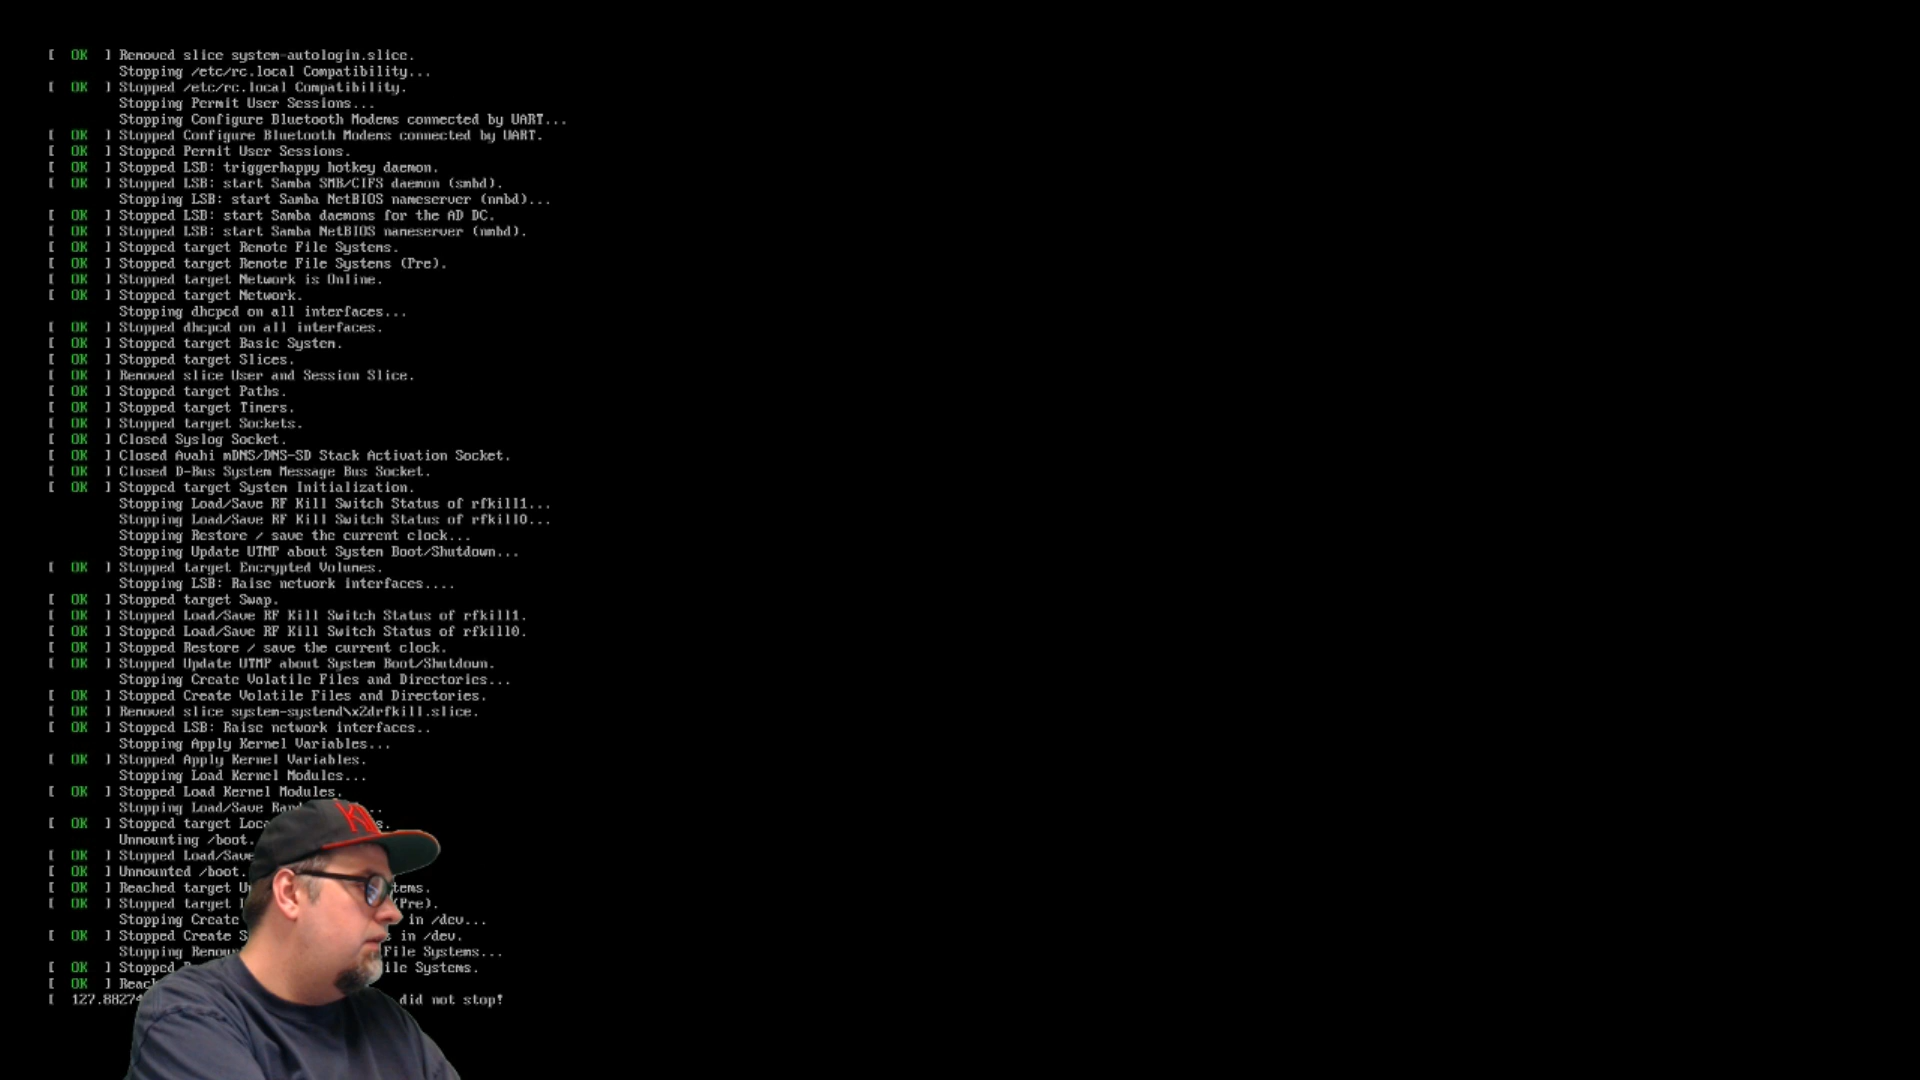 [  OK  ] Removed slice system-autologin.slice.
Stopping /etc/rc.local Compatibility...
[  OK  ] Stopped /etc/rc.local Compatibility.
Stopping Permit User Sessions...
Stopping Configure Bluetooth Modems connected by UART...
[  OK  ] Stopped Configure Bluetooth Modems connected by UART.
[  OK  ] Stopped Permit User Sessions.
[  OK  ] Stopped LSB: triggerhappy hotkey daemon.
[  OK  ] Stopped LSB: start Samba SMB/CIFS daemon (smbd).
Stopping LSB: start Samba NetBIOS nameserver (nmbd)...
[  OK  ] Stopped LSB: start Samba daemons for the AD DC.
[  OK  ] Stopped LSB: start Samba NetBIOS nameserver (nmbd).
[  OK  ] Stopped target Remote File Systems.
[  OK  ] Stopped target Remote File Systems (Pre).
[  OK  ] Stopped target Network is Online.
[  OK  ] Stopped target Network.
Stopping dhcpcd on all interfaces...
[  OK  ] Stopped dhcpcd on all interfaces.
[  OK  ] Stopped target Basic System.
[  OK  ] Stopped target Slices.
[  OK  ] Removed slice User and Session Slice.
[  OK  ] Stopped target Paths.
[  OK  ] Stopped target Timers.
[  OK  ] Stopped target Sockets.
[  OK  ] Closed Syslog Socket.
[  OK  ] Closed Avahi mDNS/DNS-SD Stack Activation Socket.
[  OK  ] Closed D-Bus System Message Bus Socket.
[  OK  ] Stopped target System Initialization.
Stopping Load/Save RF Kill Switch Status of rfkill1...
Stopping Load/Save RF Kill Switch Status of rfkill0...
Stopping Restore / save the current clock...
Stopping Update UTMP about System Boot/Shutdown...
[  OK  ] Stopped target Encrypted Volumes.
Stopping LSB: Raise network interfaces....
[  OK  ] Stopped target Swap.
[  OK  ] Stopped Load/Save RF Kill Switch Status of rfkill1.
[  OK  ] Stopped Load/Save RF Kill Switch Status of rfkill0.
[  OK  ] Stopped Restore / save the current clock.
[  OK  ] Stopped Update UTMP about System Boot/Shutdown.
Stopping Create Volatile Files and Directories...
[  OK  ] Stopped Create Volatile Files and Directories.
[  OK  ] Removed slice system-systemd\x2drfkill.slice.
[  OK  ] Stopped LSB: Raise network interfaces..
Stopping Apply Kernel Variables...
[  OK  ] Stopped Apply Kernel Variables.
Stopping Load Kernel Modules...
[  OK  ] Stopped Load Kernel Modules.
Stopping Load/Save
[  OK  ] Stopped target
Unmounting /boot.
[  OK  ] Stopped Load/Save
[  OK  ] Unmounted /boot.
[  OK  ] Reached target
[  OK  ] Stopped target (Pre).
Stopping Create in /dev...
[  OK  ] Stopped Create in /dev.
Stopping File Systems...
[  OK  ] Stopped Systems.
[  OK  ]
[ did not stop!